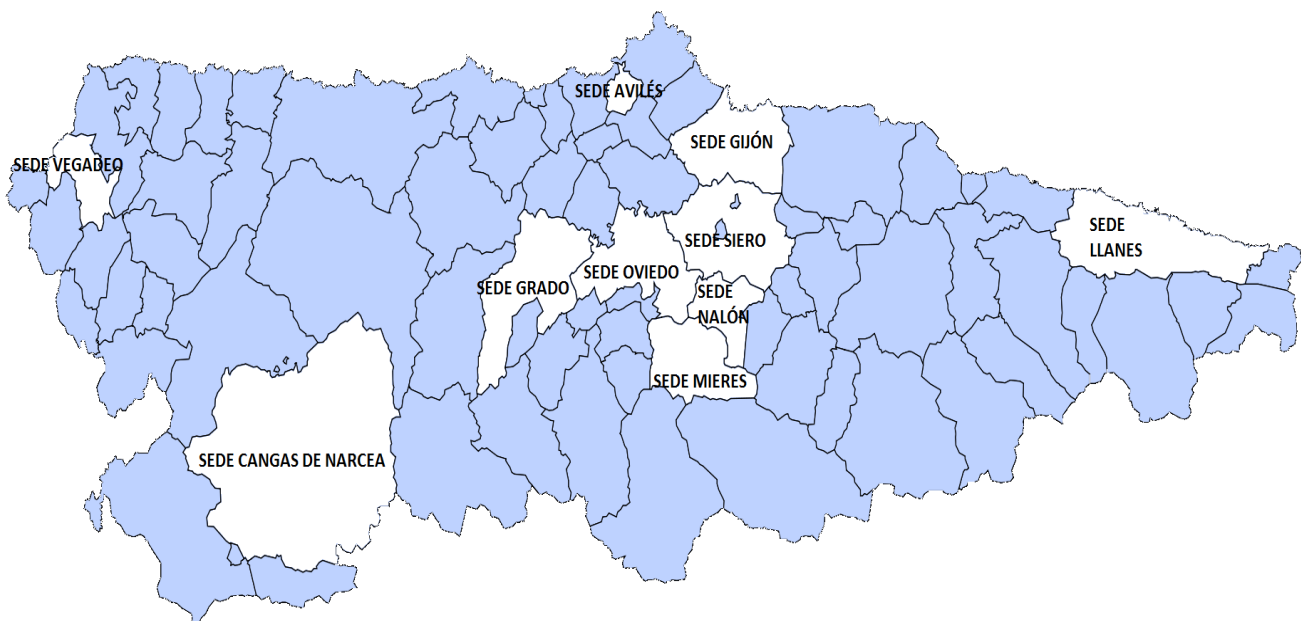 SEDE AVILÉS
SEDE GIJÓN
SEDE VEGADEO
SEDE
LLANES
SEDE SIERO
SEDE OVIEDO
SEDE GRADO
SEDE
NALÓN
SEDE MIERES
SEDE CANGAS DE NARCEA